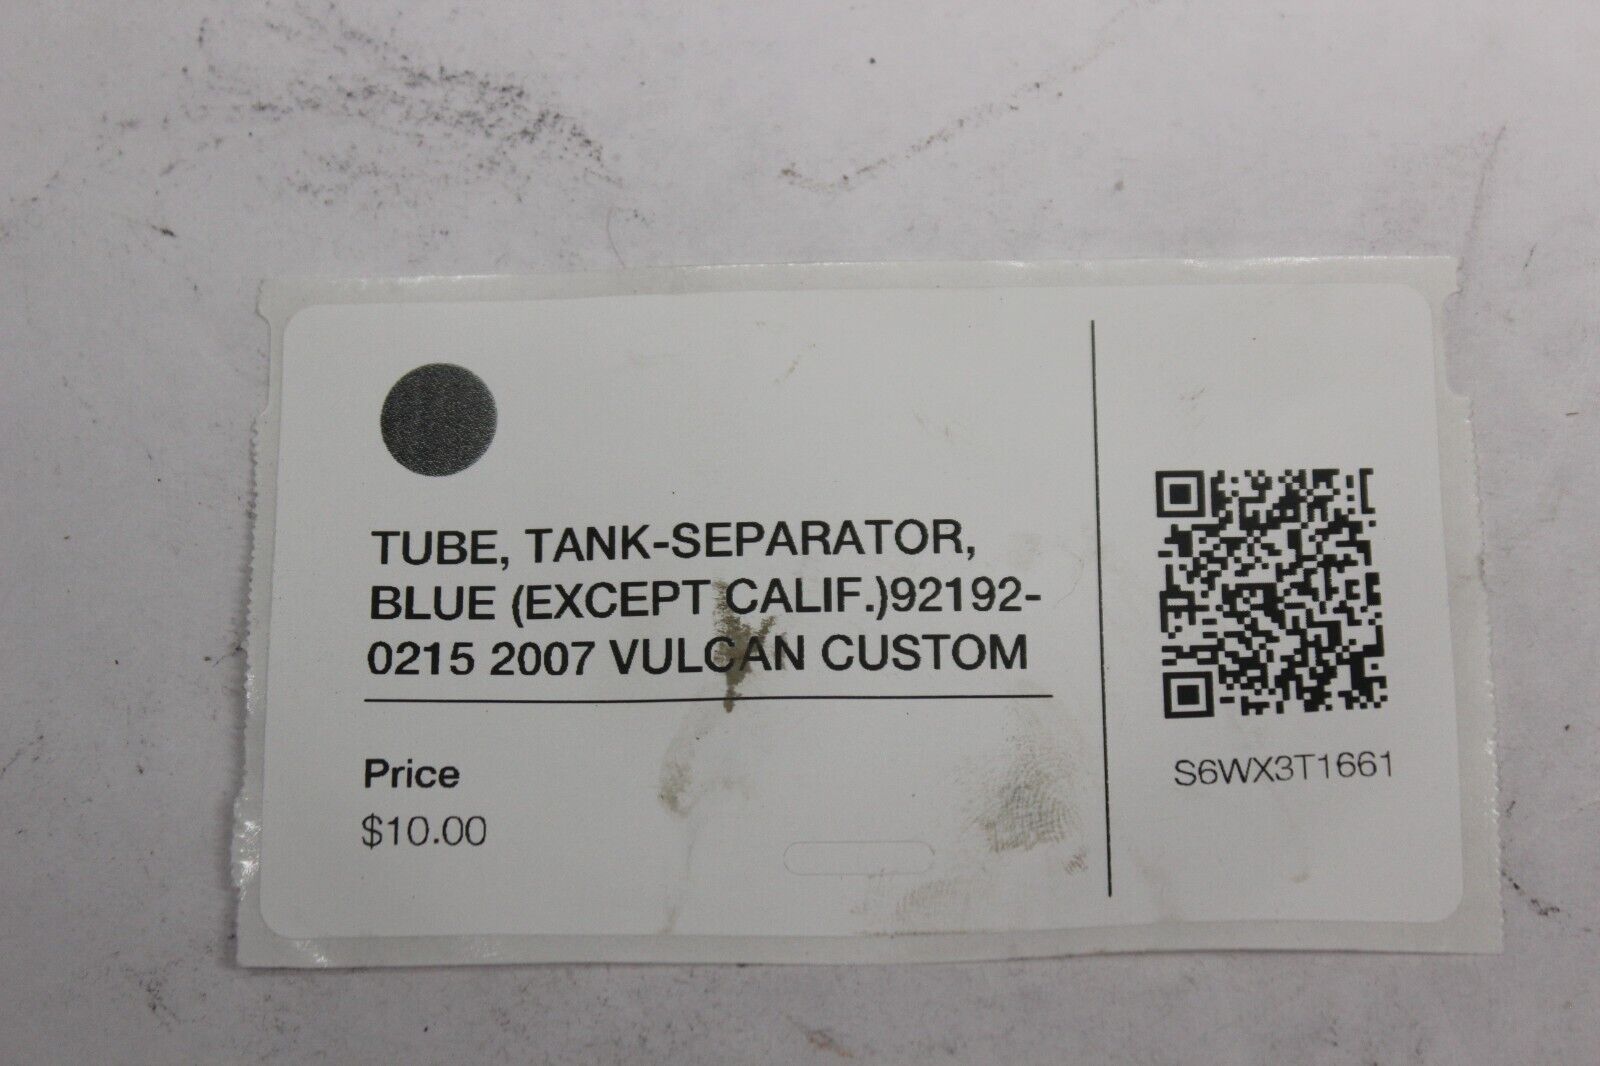 TUBE, TANK-SEPARATOR,
BLUE (EXCEPT CALIF.)92192-
0215 2007 VULCAN CUSTOM
Price
$10.00
S6WX3T1661